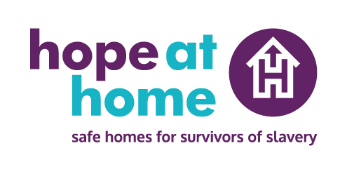 hope at
home
safe homes for survivors of slavery